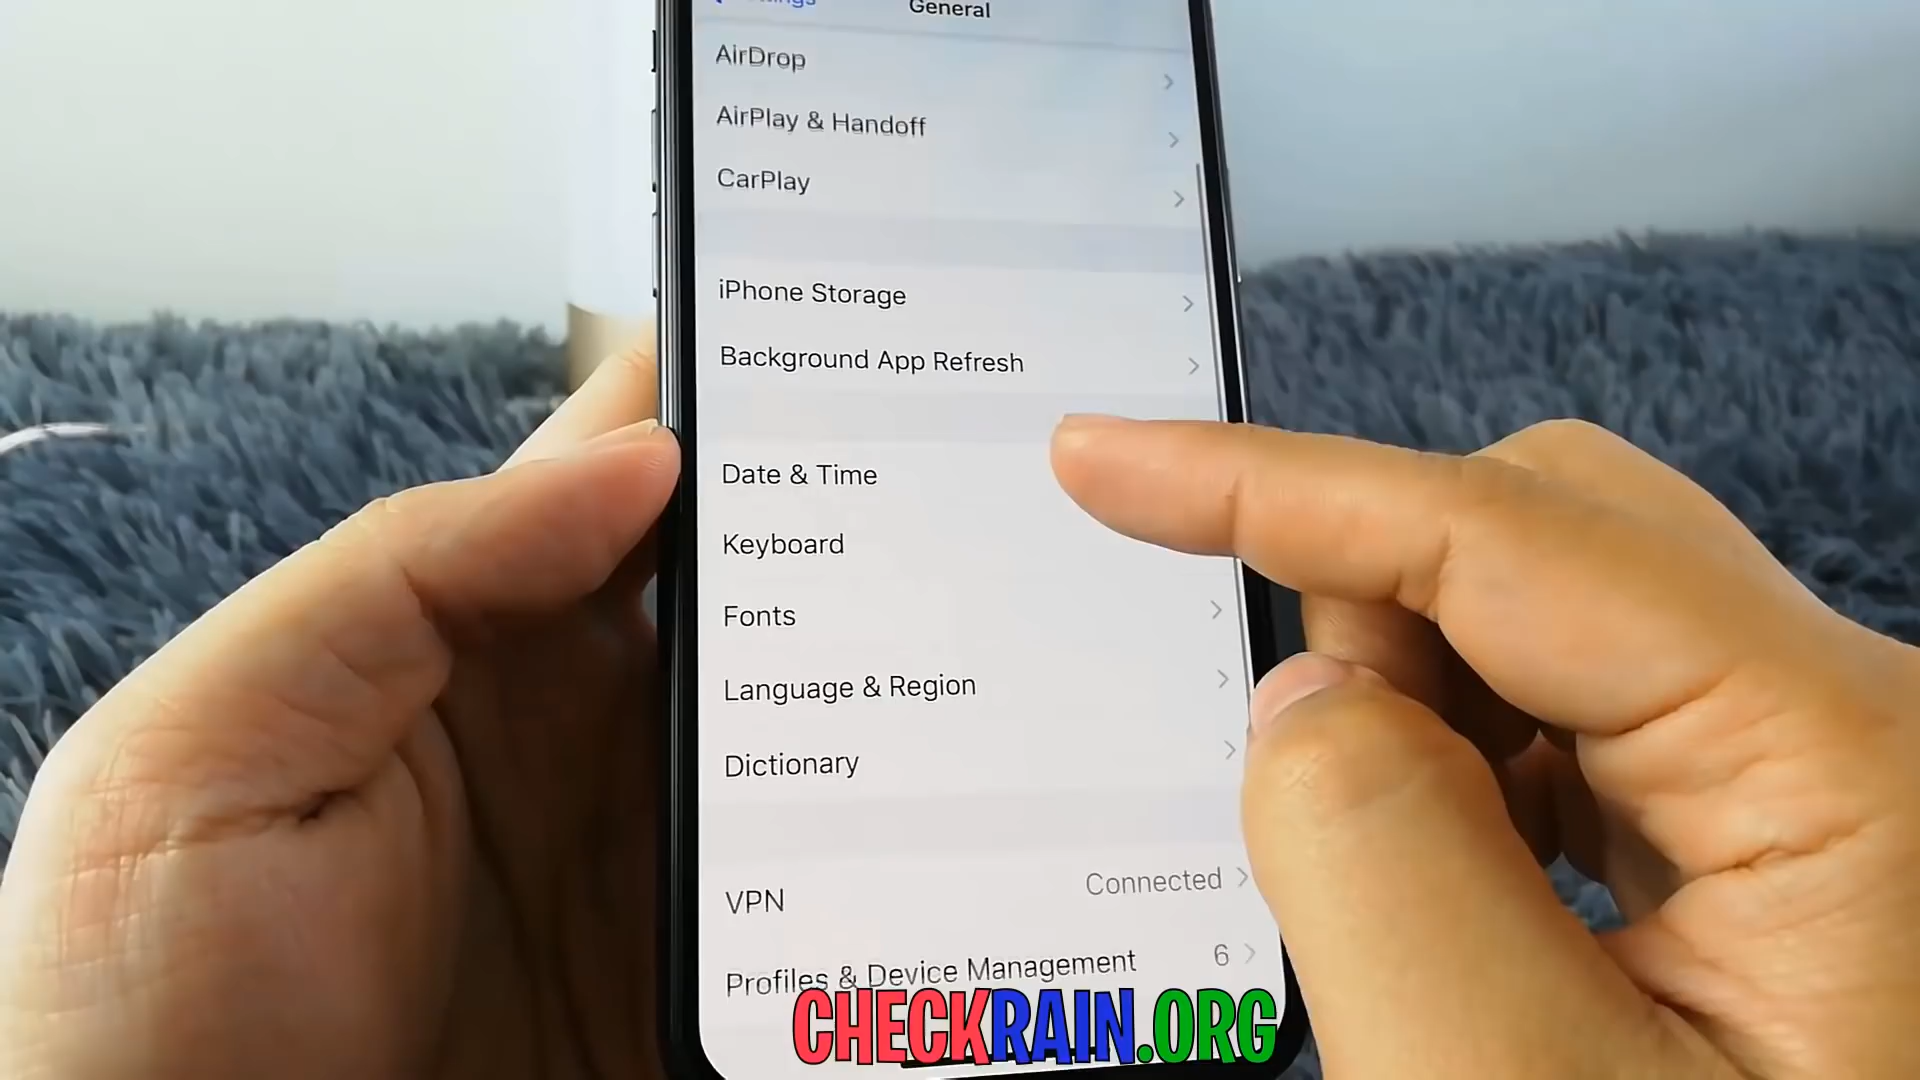 General
AirDrop
AirPlay & Handoff
CarPlay
iPhone Storage
Background App Refresh
Date & Time
Keyboard
Fonts
Language & Region
Dictionary
VPN Connected
Profiles & Device Management 6
CHECKRAIN.ORG